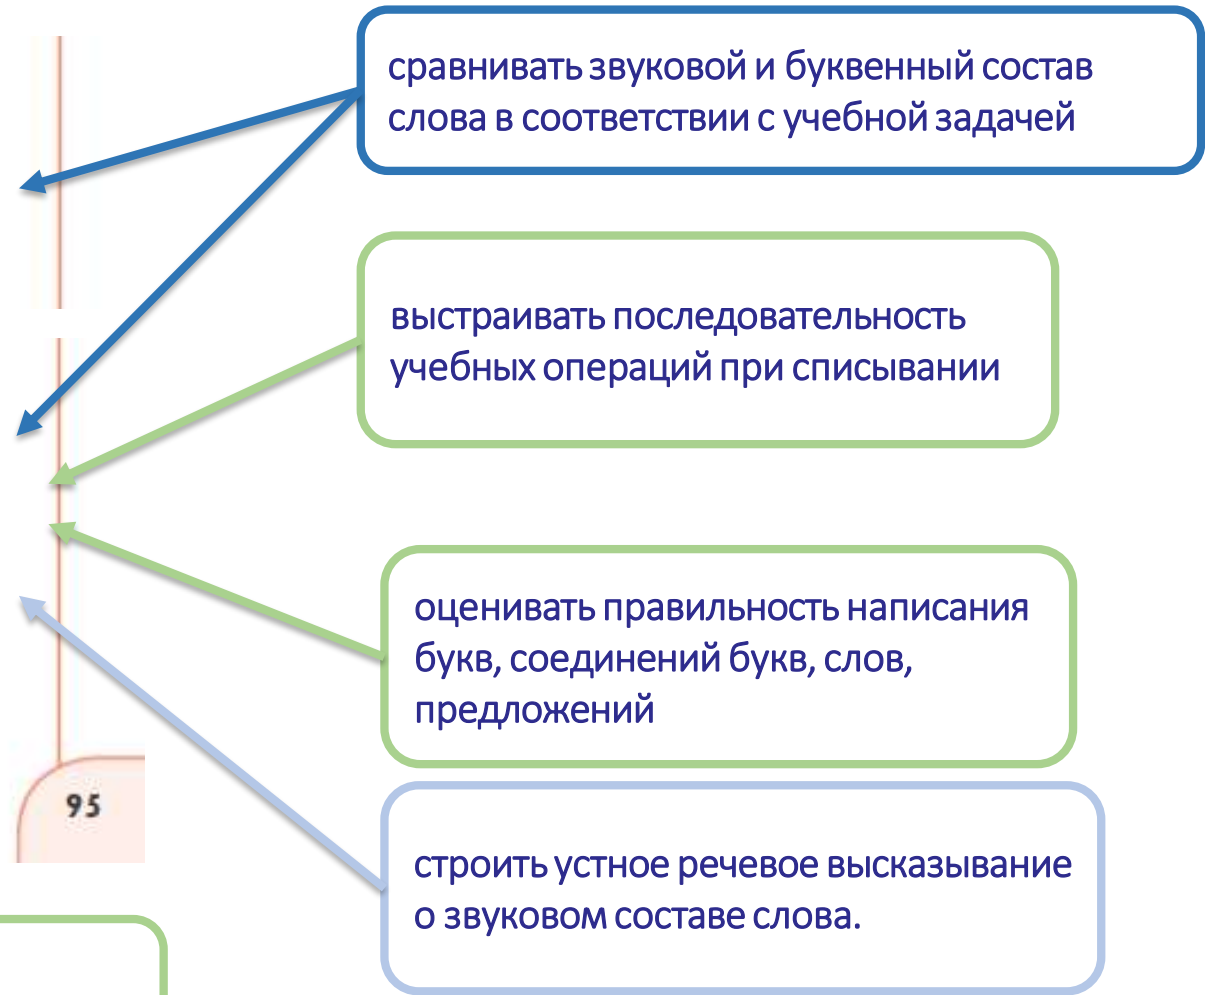 сравнивать звуковой и буквенный состав
слова в соответствии с учебной задачей
выстраивать последовательность
учебных операций при списывании
оценивать правильность написания
букв, соединений букв, слов,
предложений
95
строить устное речевое высказывание
о звуковом составе слова.